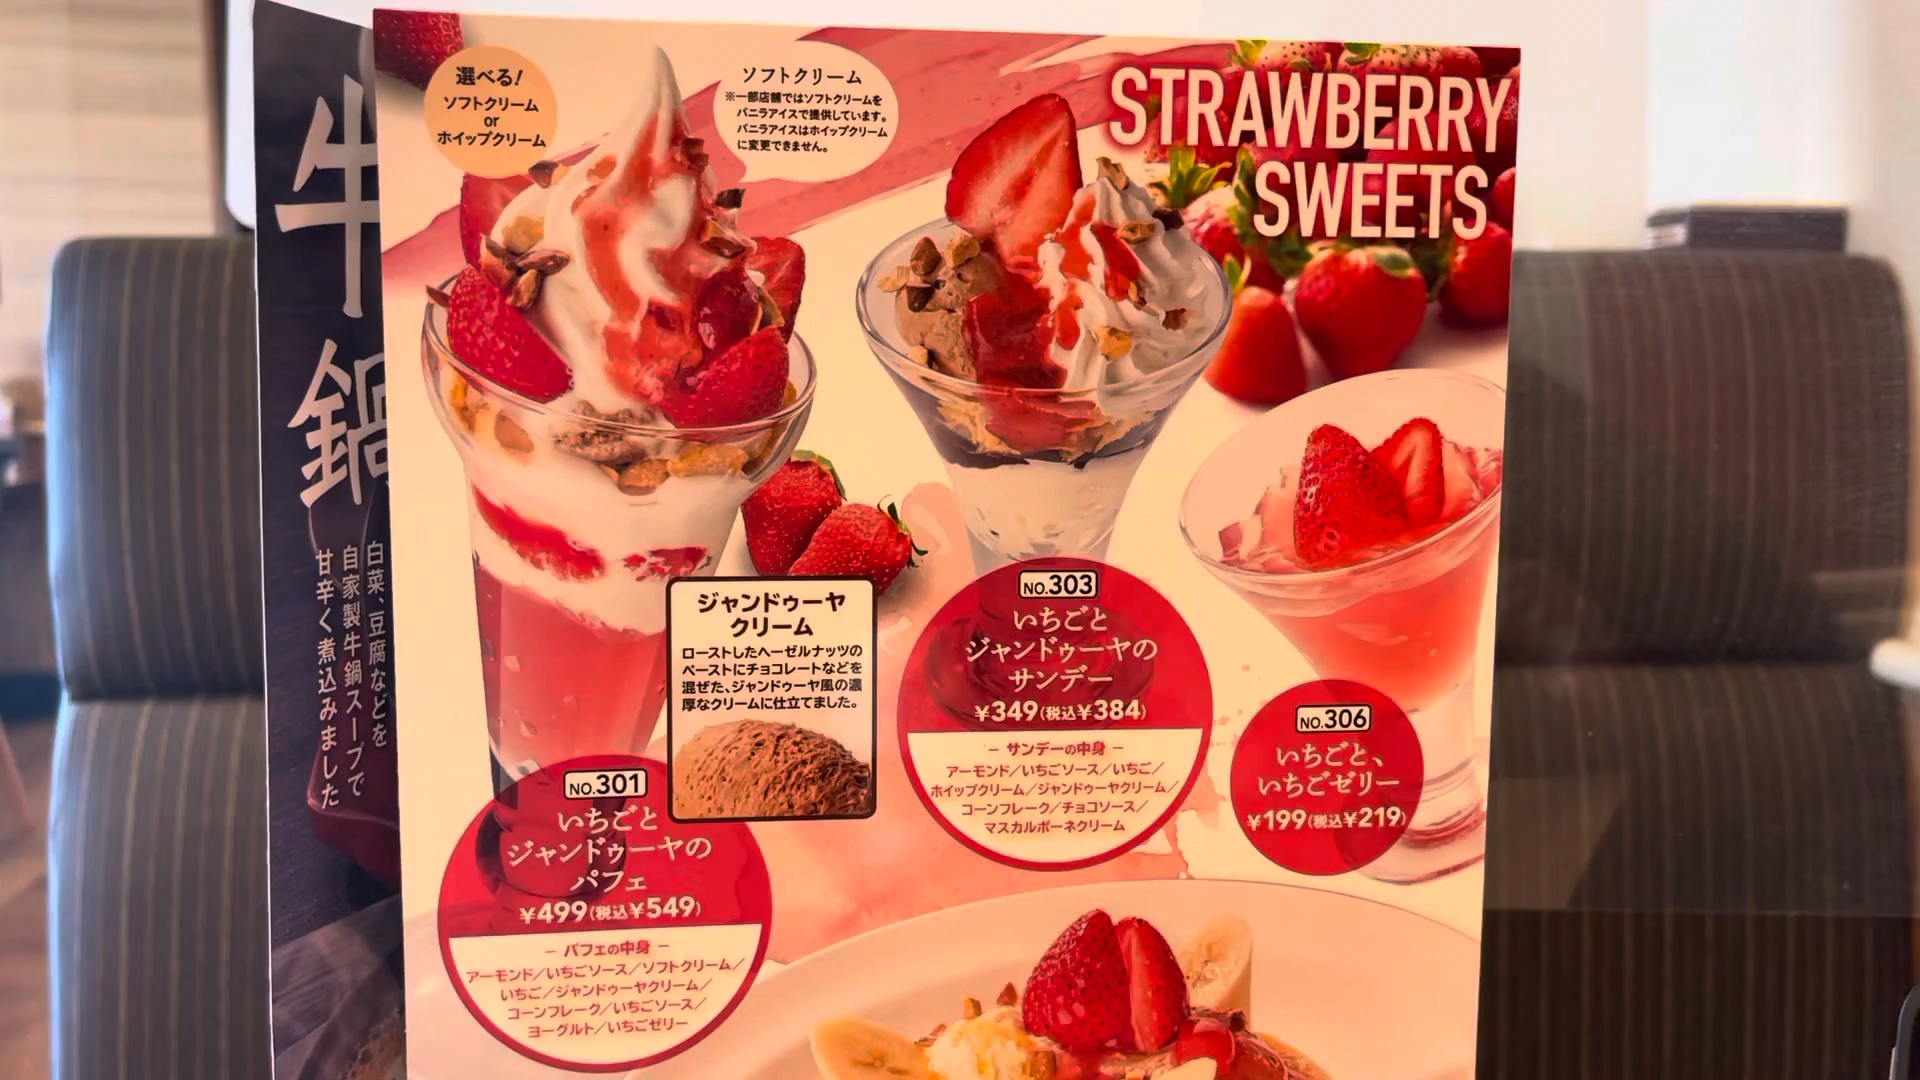 牛鍋
白菜、豆腐などを
自家製牛鍋スープで
甘辛く煮込みました
選べる!
ソフトクリーム
or
ホイップクリーム
ソフトクリーム
※一部店舗ではソフトクリームを
バニラアイスで提供しています。
バニラアイスはホイップクリーム
に変更できません。
STRAWBERRY
SWEETS
ジャンドゥーヤ
クリーム
ローストしたヘーゼルナッツの
ペーストにチョコレートなどを
混ぜた、ジャンドゥーヤ風の濃
厚なクリームに仕立てました。
NO.301
いちごと
ジャンドゥーヤの
パフェ
¥499(税込¥549)
− パフェの中身 −
アーモンド/いちごソース/ソフトクリーム/
いちご/ジャンドゥーヤクリーム/
コーンフレーク/いちごソース/
ヨーグルト/いちごゼリー
NO.303
いちごと
ジャンドゥーヤの
サンデー
¥349(税込¥384)
− サンデーの中身 −
アーモンド/いちごソース/いちご/
ホイップクリーム/ジャンドゥーヤクリーム/
コーンフレーク/チョコソース/
マスカルポーネクリーム
NO.306
いちごと、
いちごゼリー
¥199(税込¥219)